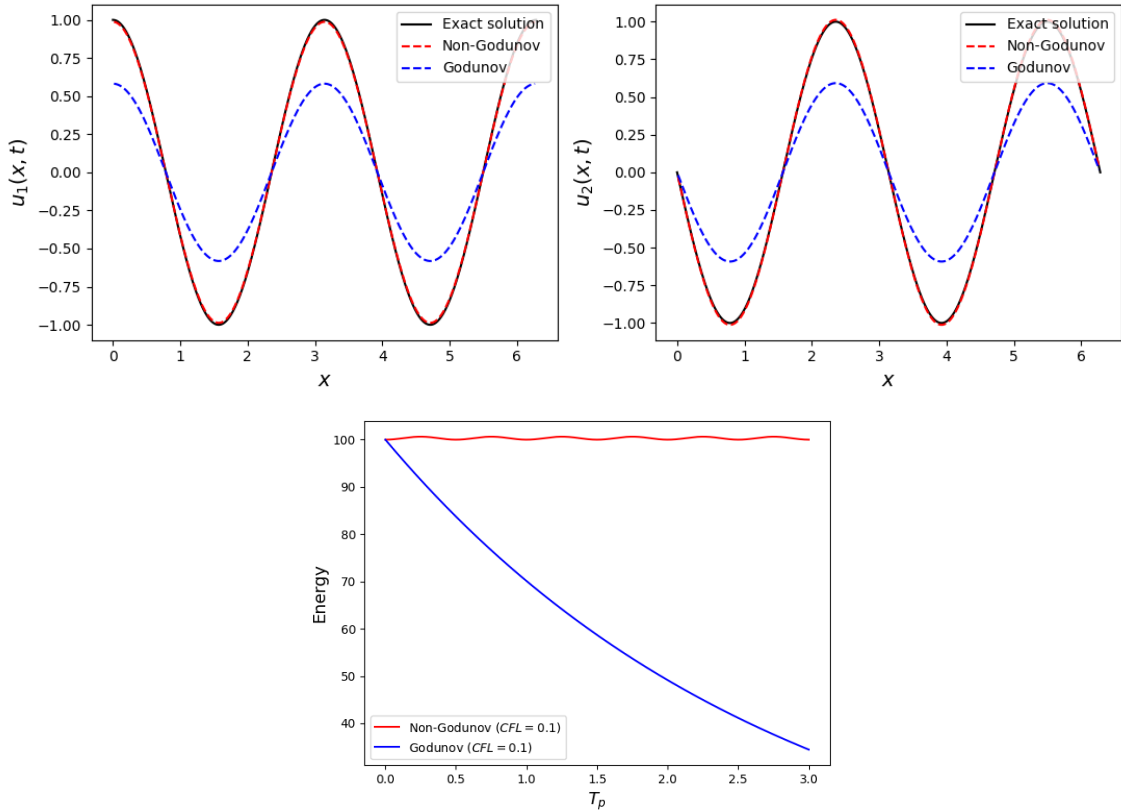 1.00
0.75
0.50
0.25
0.00
−0.25
−0.50
−0.75
−1.00
u₁(x, t)
Exact solution
Non-Godunov
Godunov
0 1 2 3 4 5 6
x
1.00
0.75
0.50
0.25
0.00
−0.25
−0.50
−0.75
−1.00
u₂(x, t)
Exact solution
Non-Godunov
Godunov
0 1 2 3 4 5 6
x
100
90
80
70
60
50
40
Energy
Non-Godunov (CFL = 0.1)
Godunov (CFL = 0.1)
0.0 0.5 1.0 1.5 2.0 2.5 3.0
Tₚ